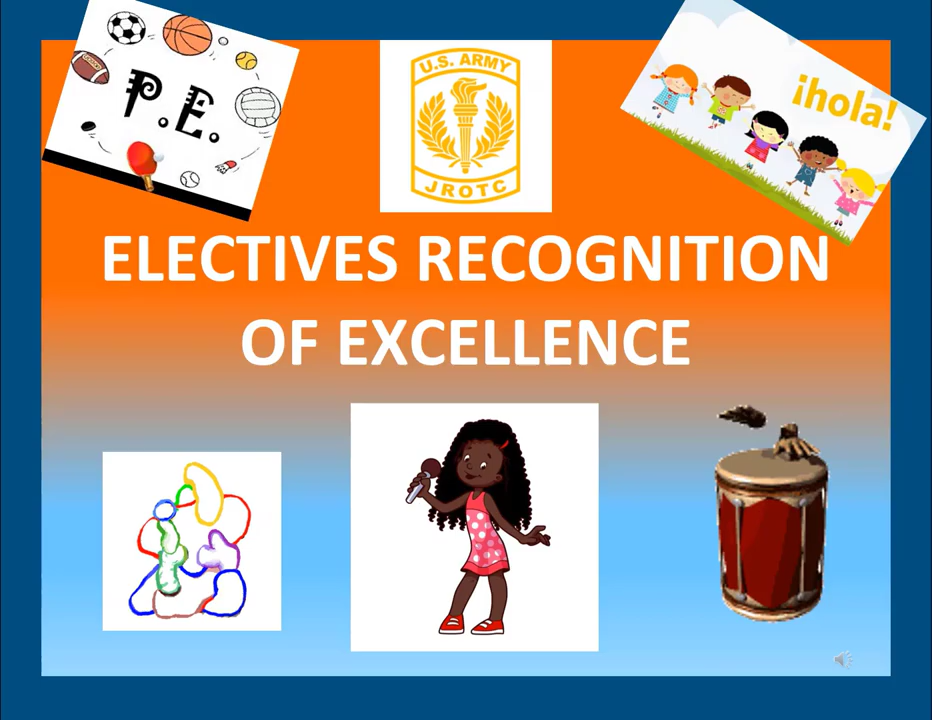 P.E.
U.S. ARMY
JROTC
¡hola!
ELECTIVES RECOGNITION
OF EXCELLENCE